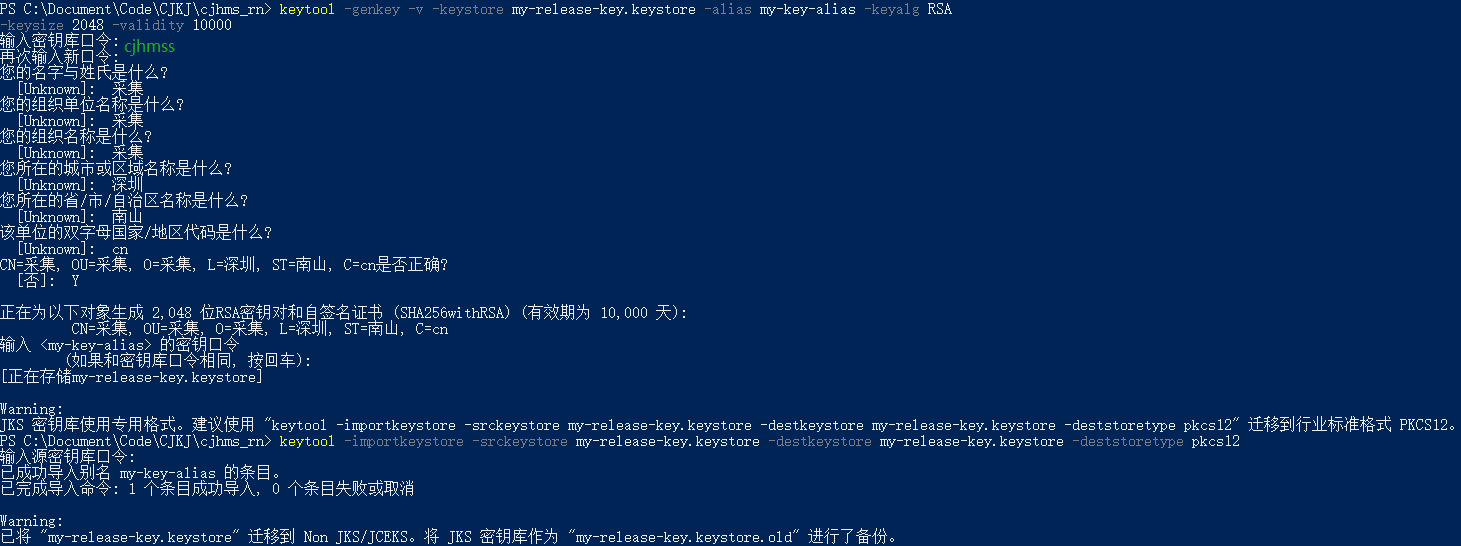 PS C:\Document\Code\CJKJ\cjhms_rn> keytool -genkey -v -keystore my-release-key.keystore -alias my-key-alias -keyalg RSA
-keysize 2048 -validity 10000
输入密钥库口令: cjhmss
再次输入新口令:
您的名字与姓氏是什么?
[Unknown]: 采集
您的组织单位名称是什么?
[Unknown]: 采集
您的组织名称是什么?
[Unknown]: 采集
您所在的城市或区域名称是什么?
[Unknown]: 深圳
您所在的省/市/自治区名称是什么?
[Unknown]: 南山
该单位的双字母国家/地区代码是什么?
[Unknown]: cn
CN=采集, OU=采集, O=采集, L=深圳, ST=南山, C=cn是否正确?
[否]: Y
正在为以下对象生成 2,048 位RSA密钥对和自签名证书 (SHA256withRSA) (有效期为 10,000 天):
CN=采集, OU=采集, O=采集, L=深圳, ST=南山, C=cn
输入 <my-key-alias> 的密钥口令
(如果和密钥库口令相同, 按回车):
[正在存储my-release-key.keystore]
Warning:
JKS 密钥库使用专用格式。建议使用 "keytool -importkeystore -srckeystore my-release-key.keystore -destkeystore my-release-key.keystore -deststoretype pkcs12" 迁移到行业标准格式 PKCS12。
PS C:\Document\Code\CJKJ\cjhms_rn> keytool -importkeystore -srckeystore my-release-key.keystore -destkeystore my-release-key.keystore -deststoretype pkcs12
输入源密钥库口令:
已成功导入别名 my-key-alias 的条目。
已完成导入命令: 1 个条目成功导入, 0 个条目失败或取消
Warning:
已将 "my-release-key.keystore" 迁移到 Non JKS/JCEKS。将 JKS 密钥库作为 "my-release-key.keystore.old" 进行了备份。